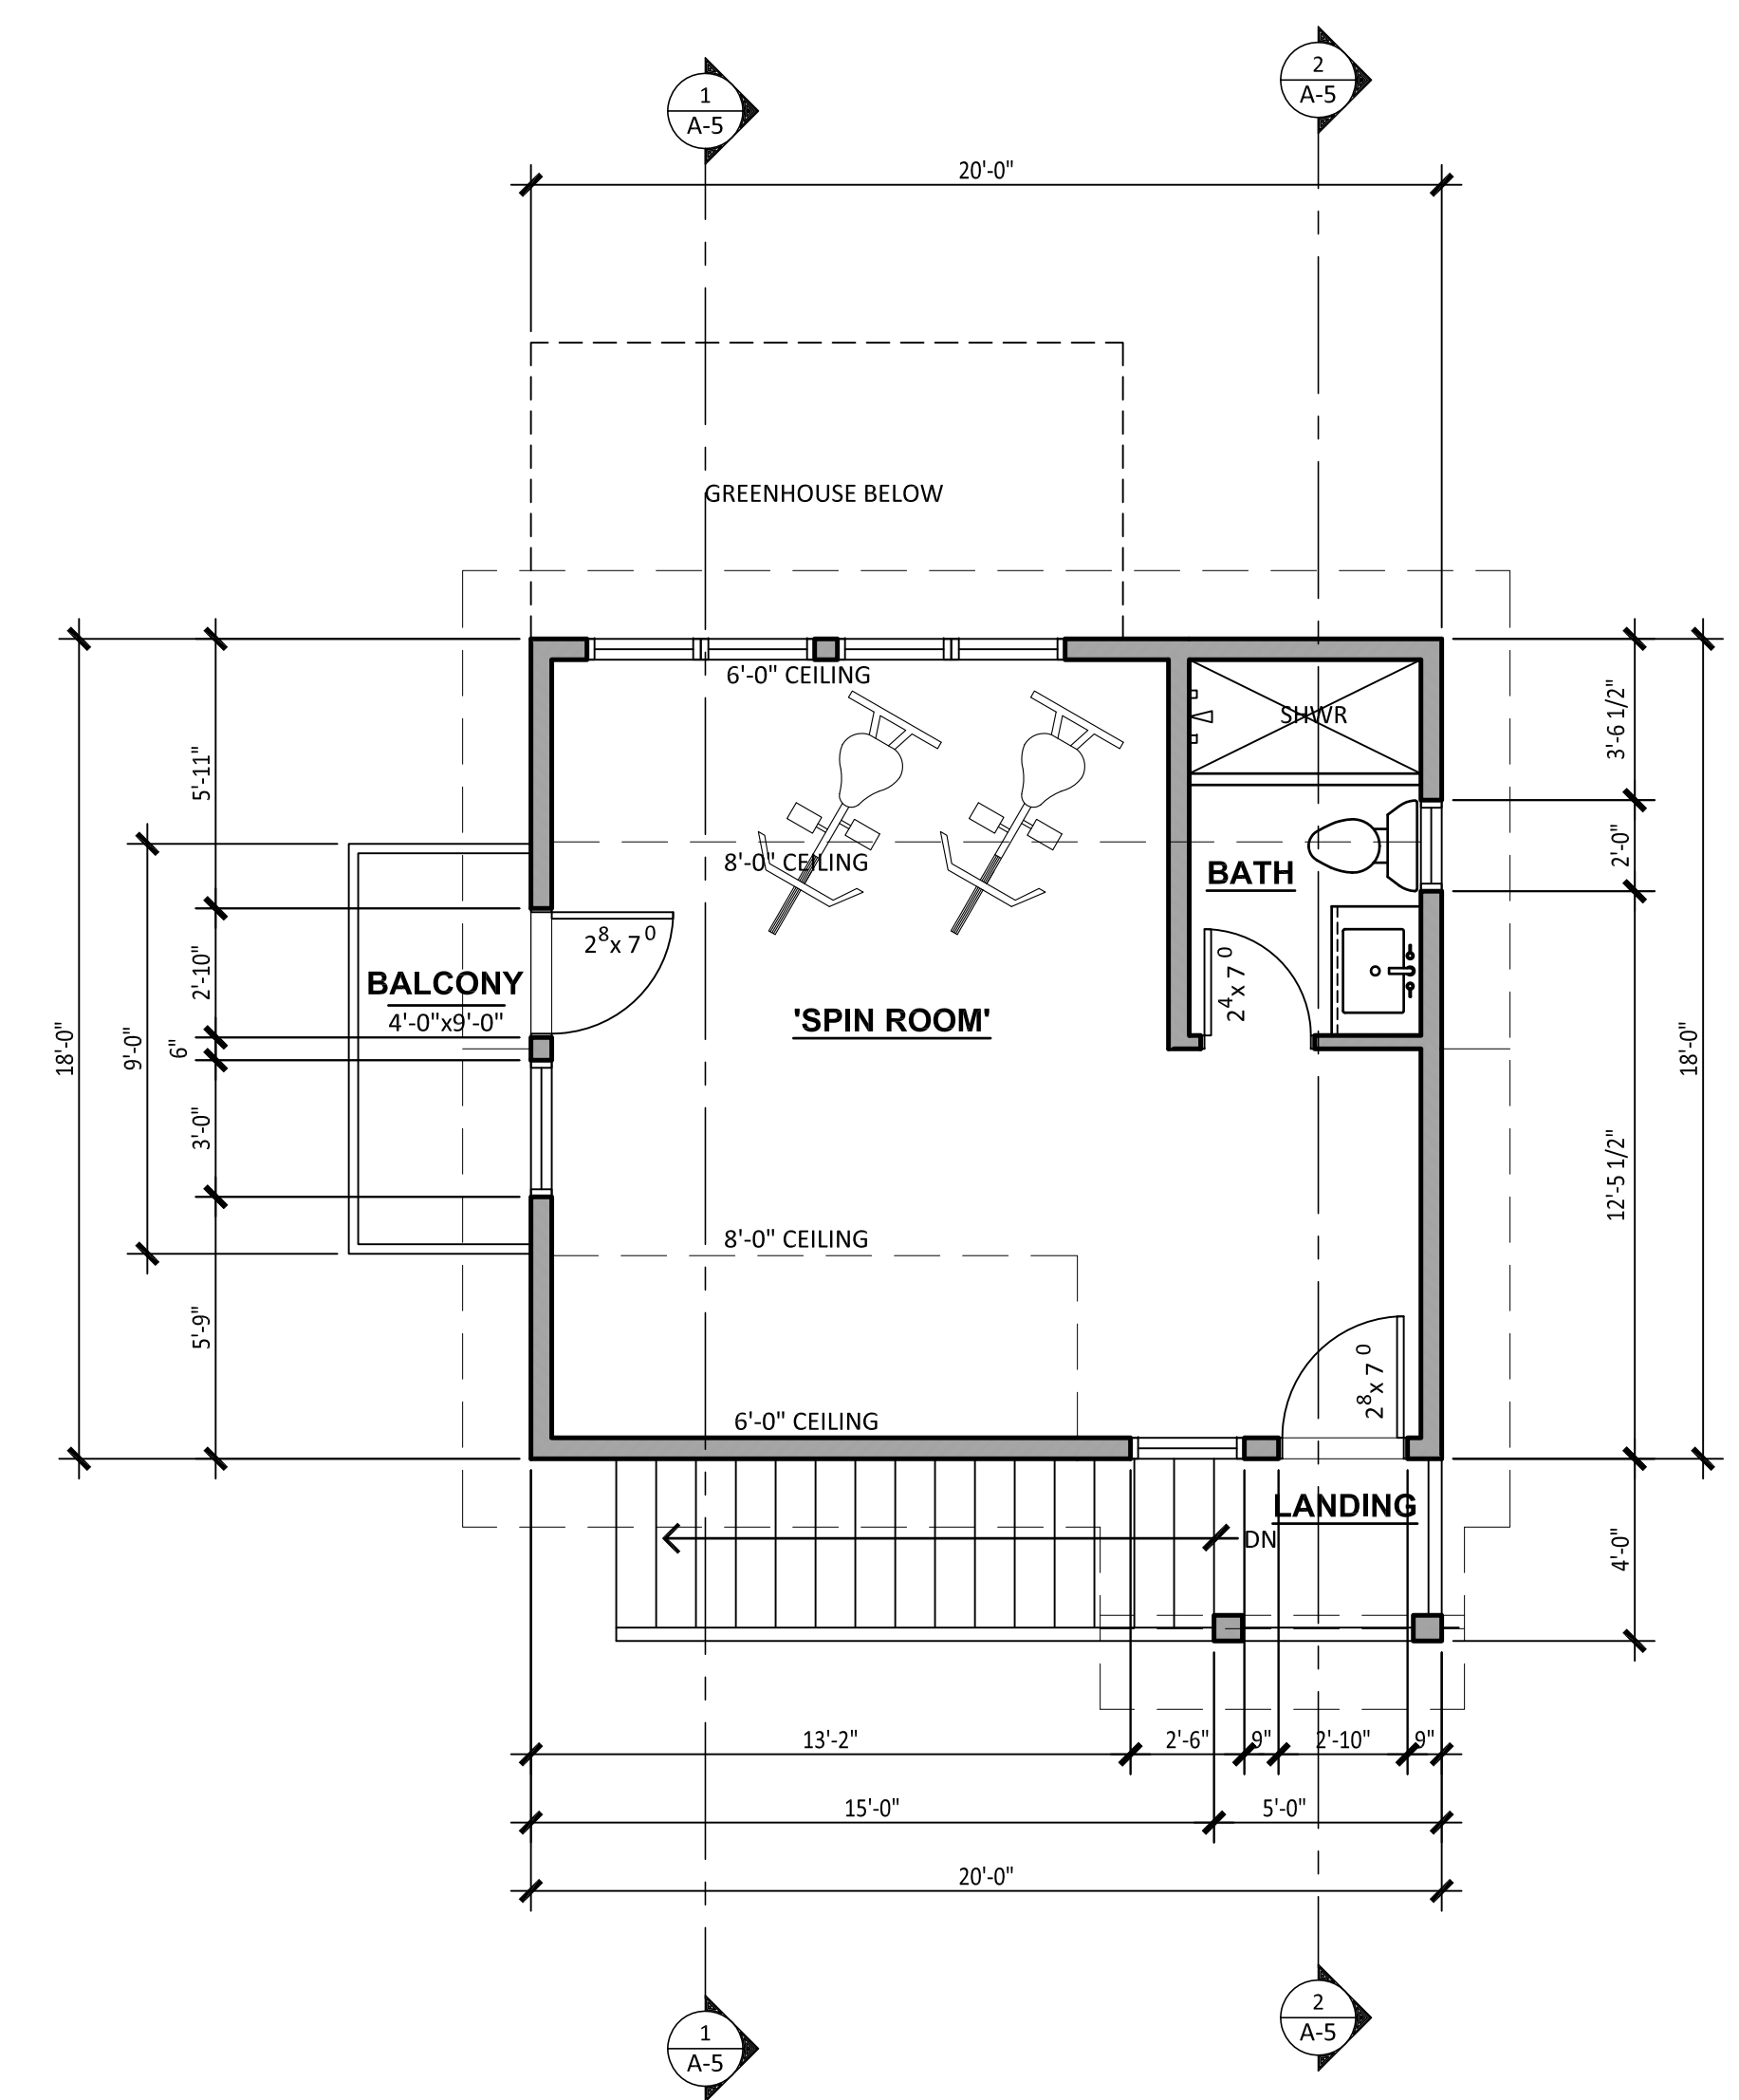 2
A-5
1
A-5
20'-0"
GREENHOUSE BELOW
6'-0" CEILING
SHWR
3'-6 1/2"
5'-11"
2'-0"
8'-0" CEILING
BATH
2⁸x 7⁰
2⁴x 7⁰
2'-10"
BALCONY
4'-0"x9'-0"
'SPIN ROOM'
18'-0"
9'-0"
6"
18'-0"
3'-0"
12'-5 1/2"
8'-0" CEILING
5'-9"
2⁸x 7⁰
6'-0" CEILING
LANDING
DN
4'-0"
13'-2"
2'-6"
9"
2'-10"
9"
15'-0"
5'-0"
20'-0"
2
A-5
1
A-5